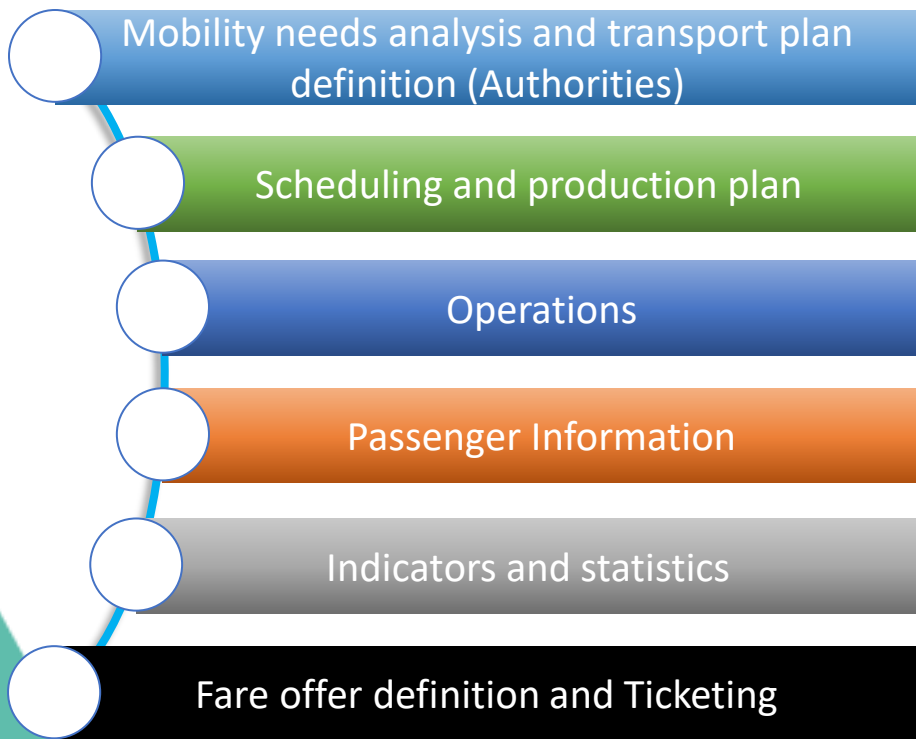 Mobility needs analysis and transport plan
definition (Authorities)
Scheduling and production plan
Operations
Passenger Information
Indicators and statistics
Fare offer definition and Ticketing